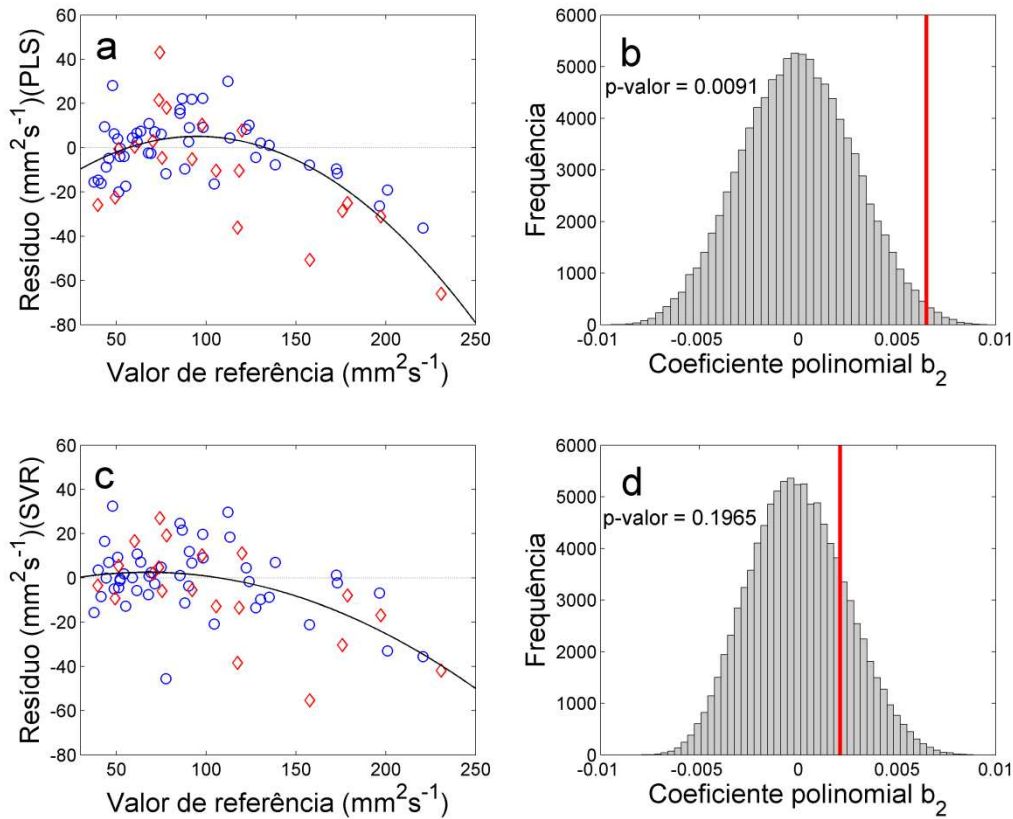 a
Resíduo (mm²s⁻¹)(PLS)
60
40
20
0
-20
-40
-60
-80
50 100 150 200 250
Valor de referência (mm²s⁻¹)
b
p-valor = 0.0091
Frequência
6000
5000
4000
3000
2000
1000
0
-0.01 -0.005 0 0.005 0.01
Coeficiente polinomial b₂
c
Resíduo (mm²s⁻¹)(SVR)
60
40
20
0
-20
-40
-60
-80
50 100 150 200 250
Valor de referência (mm²s⁻¹)
d
p-valor = 0.1965
Frequência
6000
5000
4000
3000
2000
1000
0
-0.01 -0.005 0 0.005 0.01
Coeficiente polinomial b₂